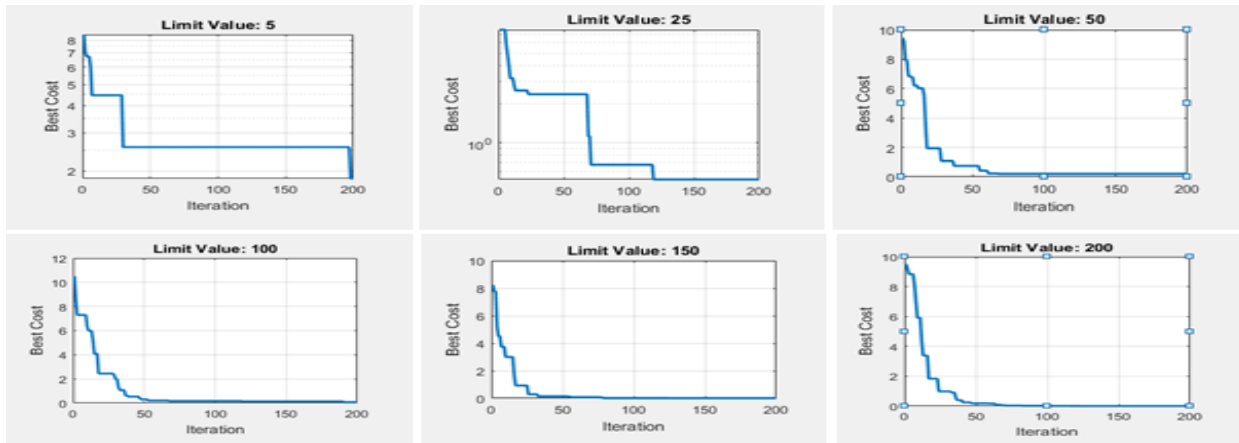 Limit Value: 5
8
7
6
5
4
3
2
Best Cost
0 50 100 150 200
Iteration
Limit Value: 25
10⁰
Best Cost
0 50 100 150 200
Iteration
Limit Value: 50
10
8
6
4
2
0
Best Cost
0 50 100 150 200
Iteration
Limit Value: 100
12
10
8
6
4
2
0
Best Cost
0 50 100 150 200
Iteration
Limit Value: 150
10
8
6
4
2
0
Best Cost
0 50 100 150 200
Iteration
Limit Value: 200
10
8
6
4
2
0
Best Cost
0 50 100 150 200
Iteration